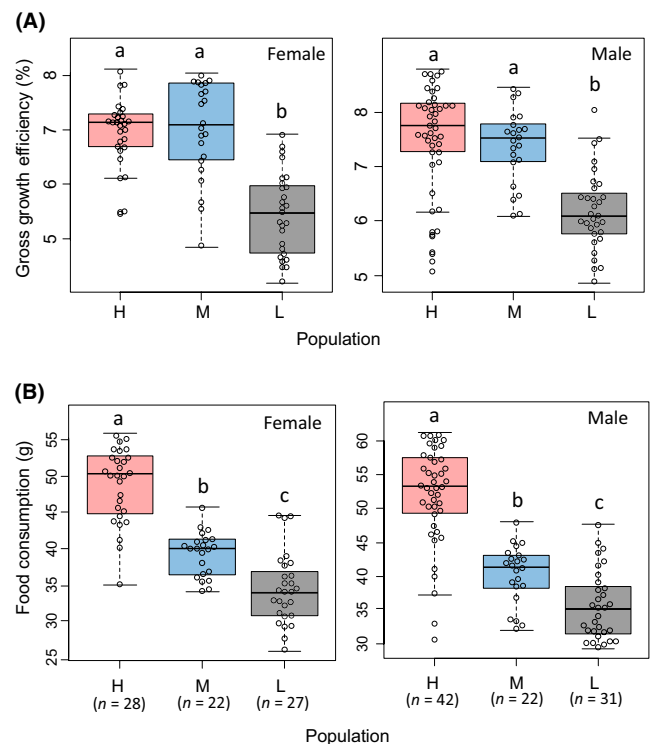 (A)
Gross growth efficiency (%)
8
7
6
5
a
a
b
Female
H
M
L
8
7
6
5
a
a
b
Male
H
M
L
Population
(B)
Food consumption (g)
55
50
45
40
35
30
25
a
b
c
Female
H
M
L
(n = 28)
(n = 22)
(n = 27)
60
55
50
45
40
35
30
a
b
c
Male
H
M
L
(n = 42)
(n = 22)
(n = 31)
Population